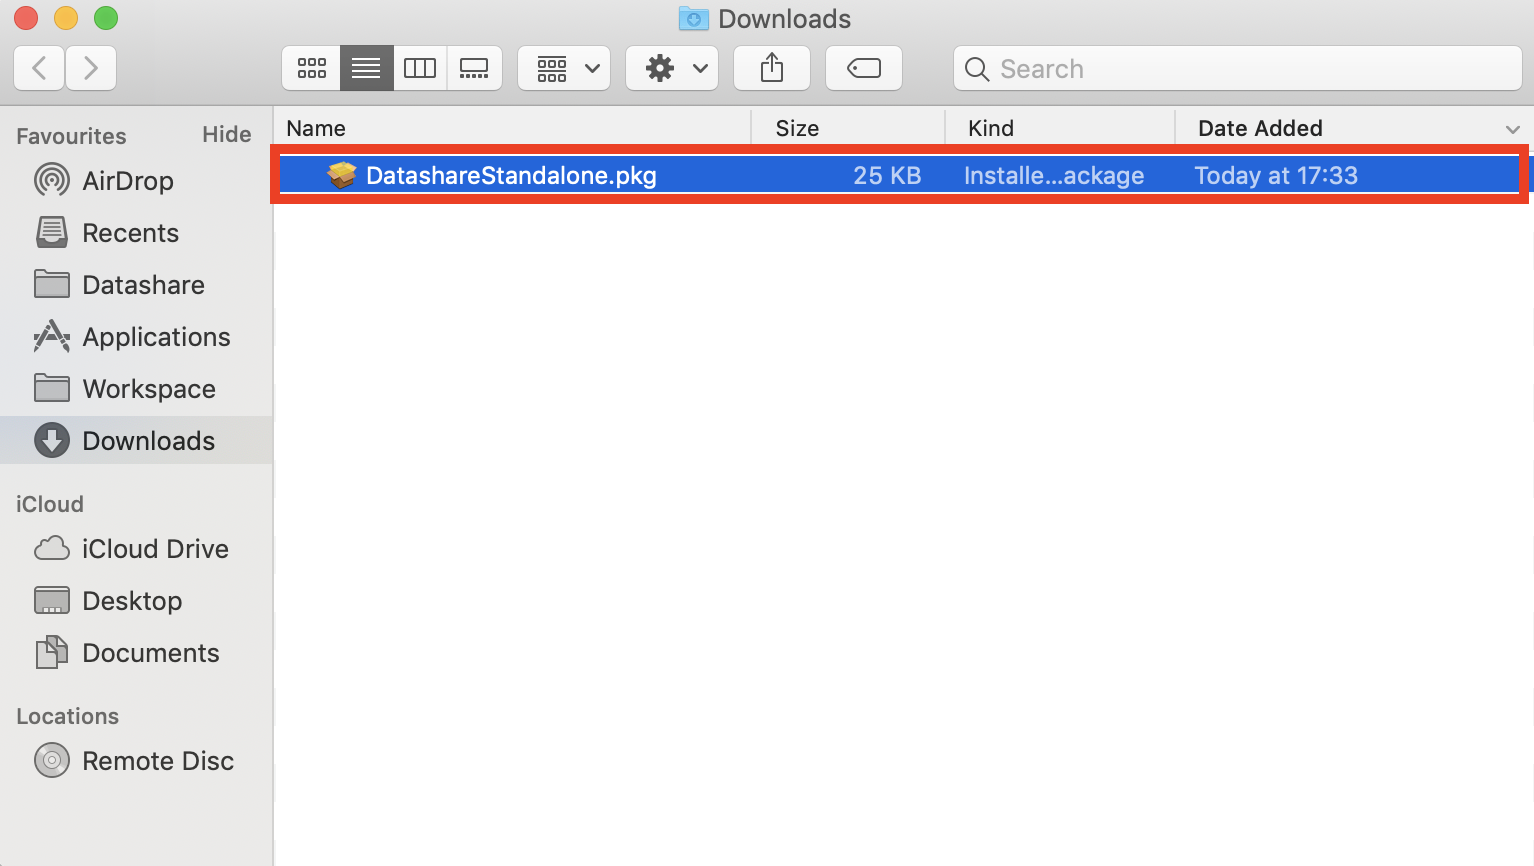 Downloads
Search
Favourites Hide
AirDrop
Recents
Datashare
Applications
Workspace
Downloads
iCloud
iCloud Drive
Desktop
Documents
Locations
Remote Disc
Name Size Kind Date Added
DatashareStandalone.pkg 25 KB Installe...ackage Today at 17:33